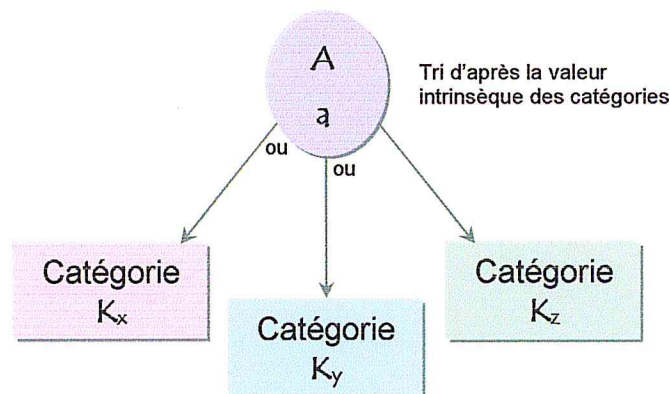 A
a
Tri d'après la valeur
intrinsèque des catégories
ou
ou
Catégorie
Kx
Catégorie
Ky
Catégorie
Kz